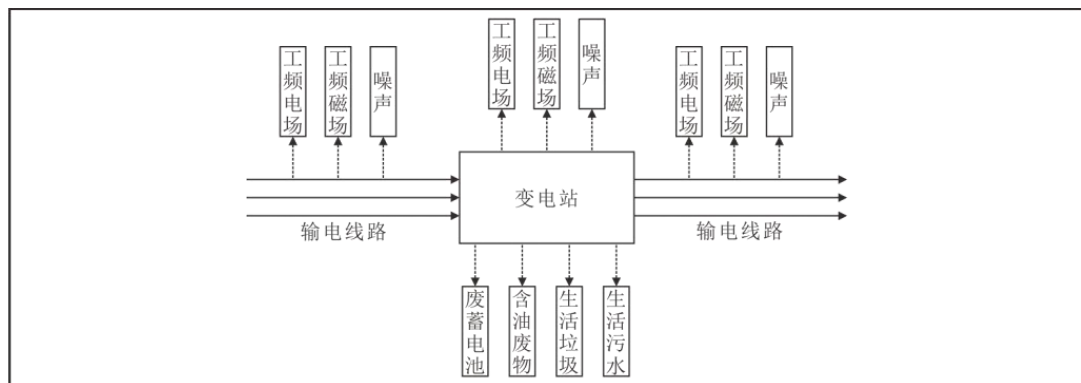 工频电场
工频磁场
噪声
工频电场
工频磁场
噪声
工频电场
工频磁场
噪声
变电站
输电线路
输电线路
废蓄电池
含油废物
生活垃圾
生活污水